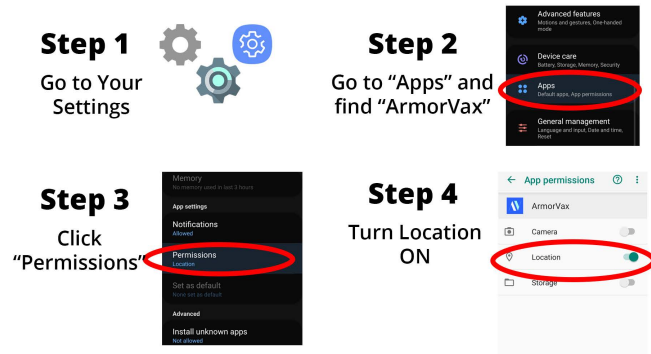 Step 1
Go to Your
Settings
Step 2
Go to “Apps” and
find “ArmorVax”
Advanced features
Motions and gestures, One-handed
mode
Device care
Battery, Storage, Memory, Security
Apps
Default apps, App permissions
General management
Language and input, Date and time,
Reset
Step 3
Click
“Permissions”
Memory
No memory used in last 3 hours
App settings
Notifications
Allowed
Permissions
Location
Set as default
None set as default
Advanced
Install unknown apps
Not allowed
Step 4
Turn Location
ON
App permissions
ArmorVax
Camera
Location
Storage